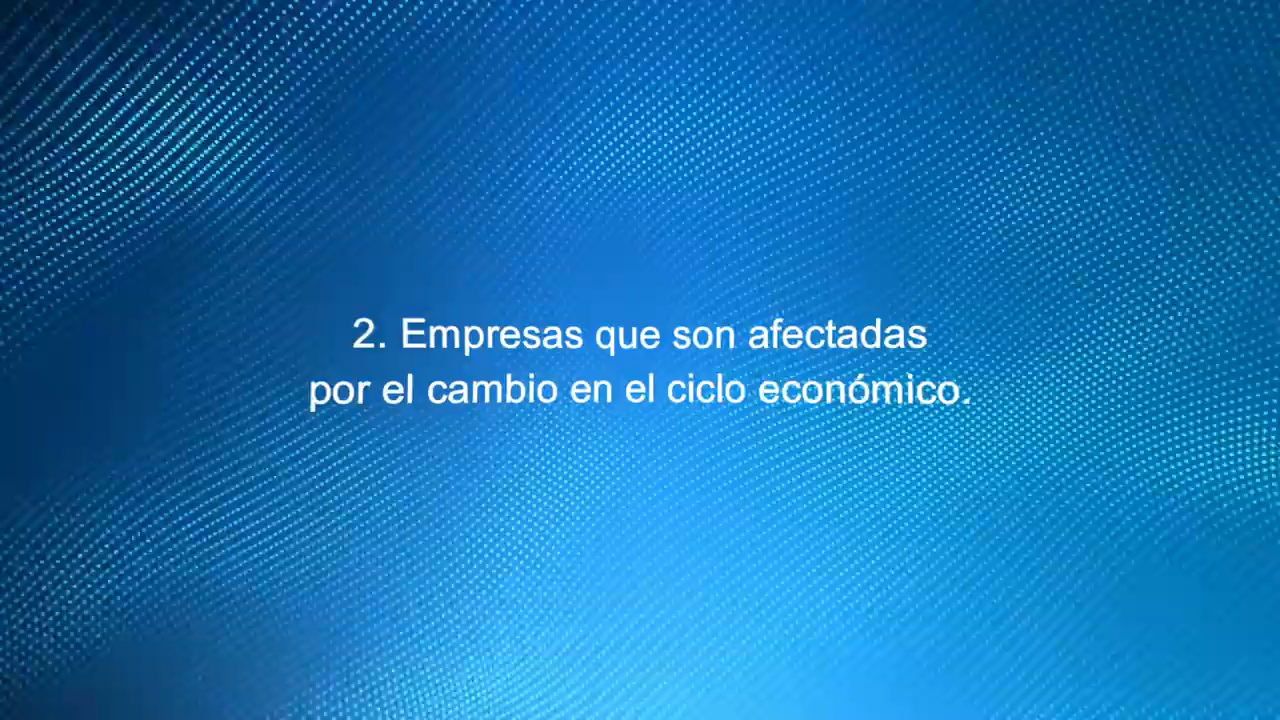 2. Empresas que son afectadas
por el cambio en el ciclo económico.